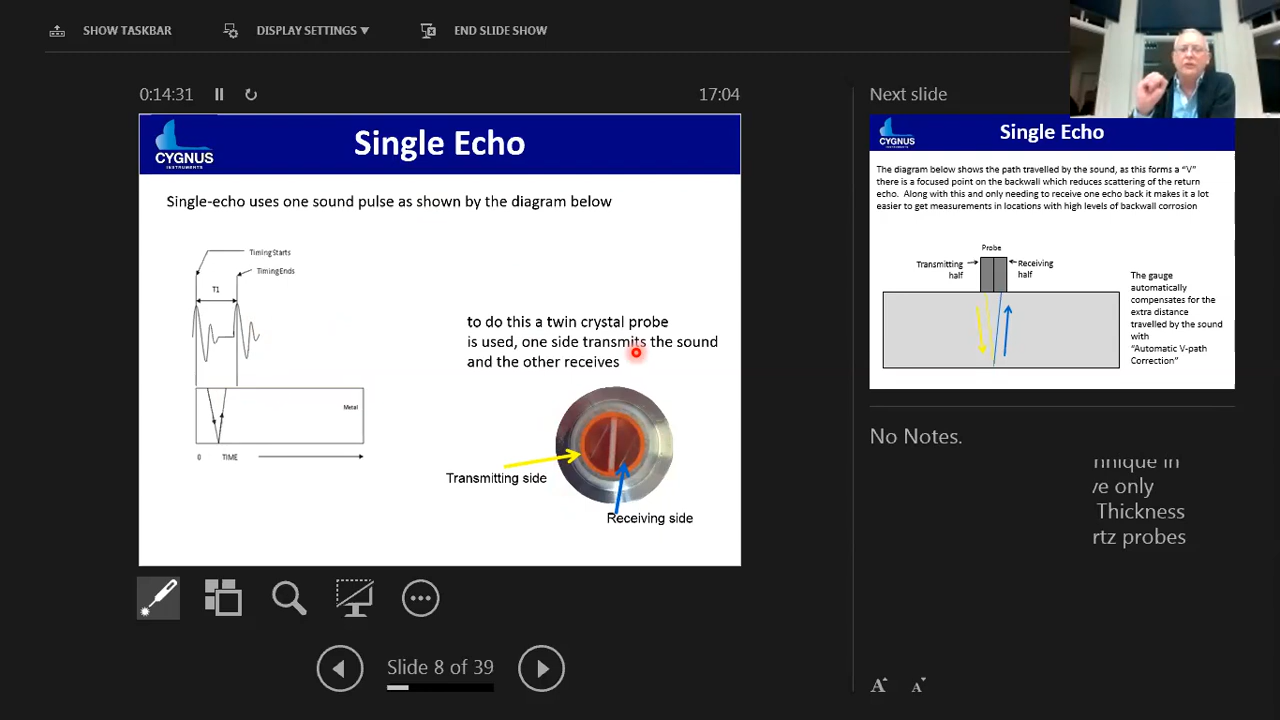 SHOW TASKBAR
DISPLAY SETTINGS ▾
END SLIDE SHOW
0:14:31
17:04
CYGNUS
INSTRUMENTS
Single Echo
Single-echo uses one sound pulse as shown by the diagram below
Timing Starts
Timing Ends
T1
Metal
0 TIME
to do this a twin crystal probe
is used, one side transmits the sound
and the other receives
Transmitting side
Receiving side
Slide 8 of 39
Next slide
CYGNUS
INSTRUMENTS
Single Echo
The diagram below shows the path travelled by the sound, as this forms a “V”
there is a focused point on the backwall which reduces scattering of the return
echo. Along with this and only needing to receive one echo back it makes it a lot
easier to get measurements in locations with high levels of backwall corrosion
Probe
Transmitting
half
Receiving
half
The gauge
automatically
compensates for the
extra distance
travelled by the sound
with
“Automatic V-path
Correction”
No Notes.
ve only
Thickness
rtz probes
A
A